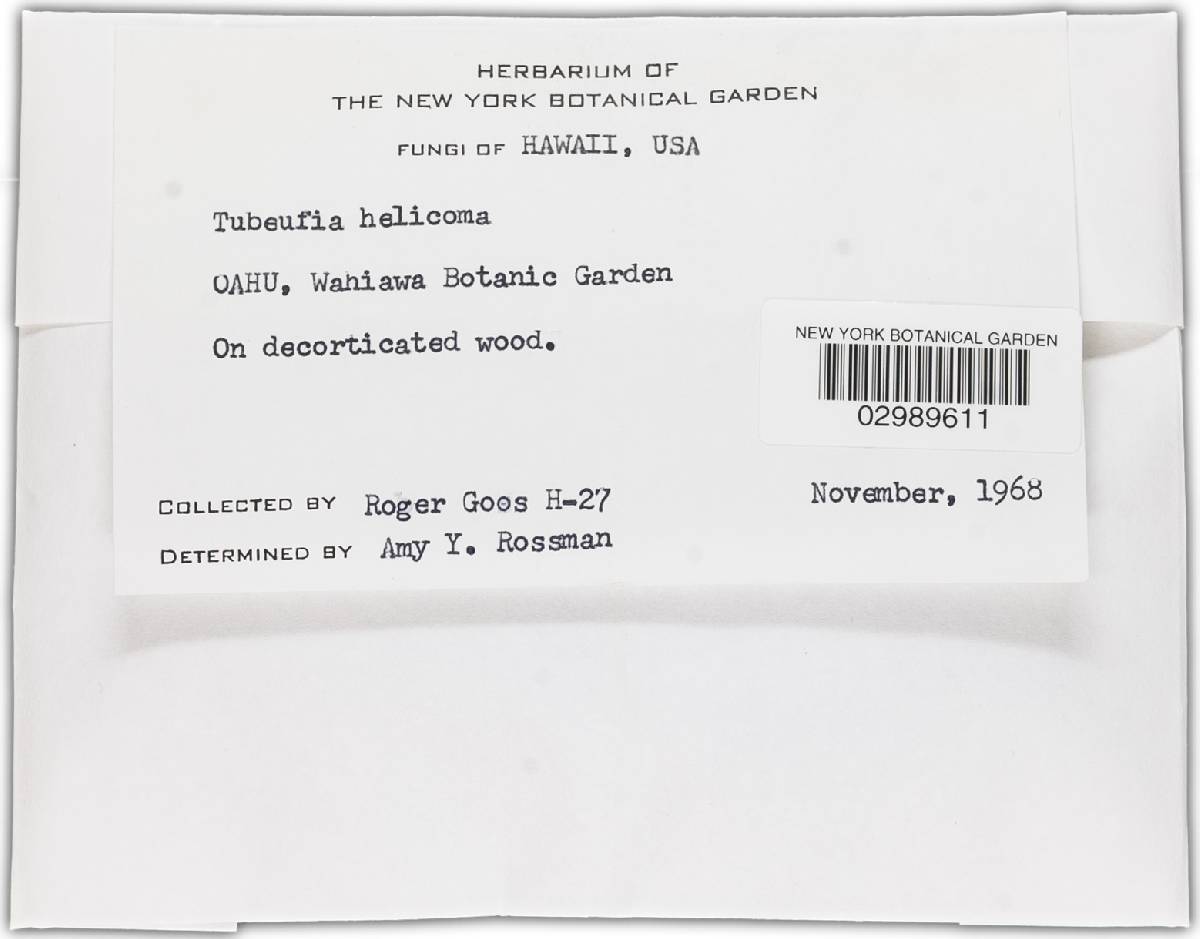 HERBARIUM OF
THE NEW YORK BOTANICAL GARDEN
FUNGI OF HAWAII, USA
Tubeufia helicoma
OAHU, Wahiawa Botanic Garden
On decorticated wood.
NEW YORK BOTANICAL GARDEN
02989611
COLLECTED BY Roger Goos H-27
November, 1968
DETERMINED BY Amy Y. Rossman